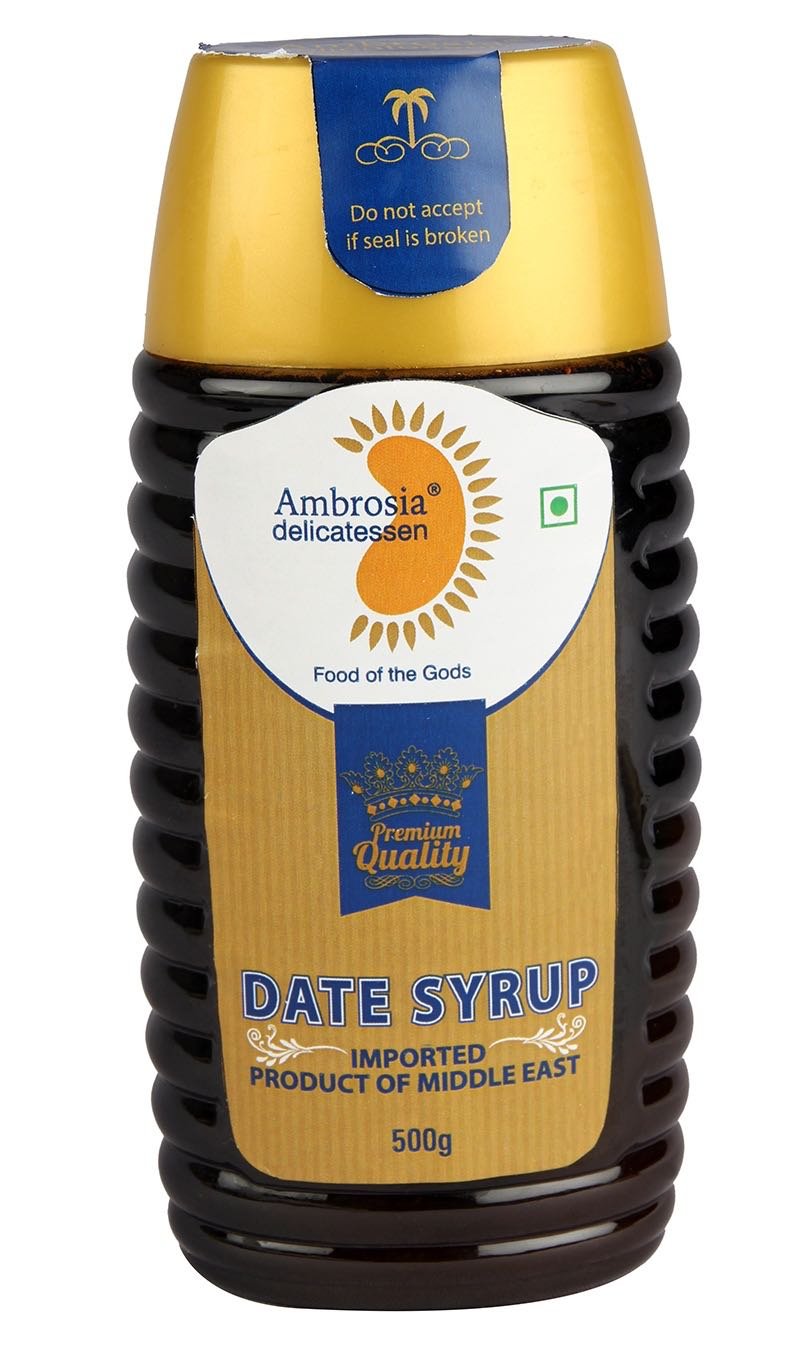 Do not accept
if seal is broken
Ambrosia®
delicatessen
Food of the Gods
Premium
Quality
DATE SYRUP
IMPORTED
PRODUCT OF MIDDLE EAST
500g